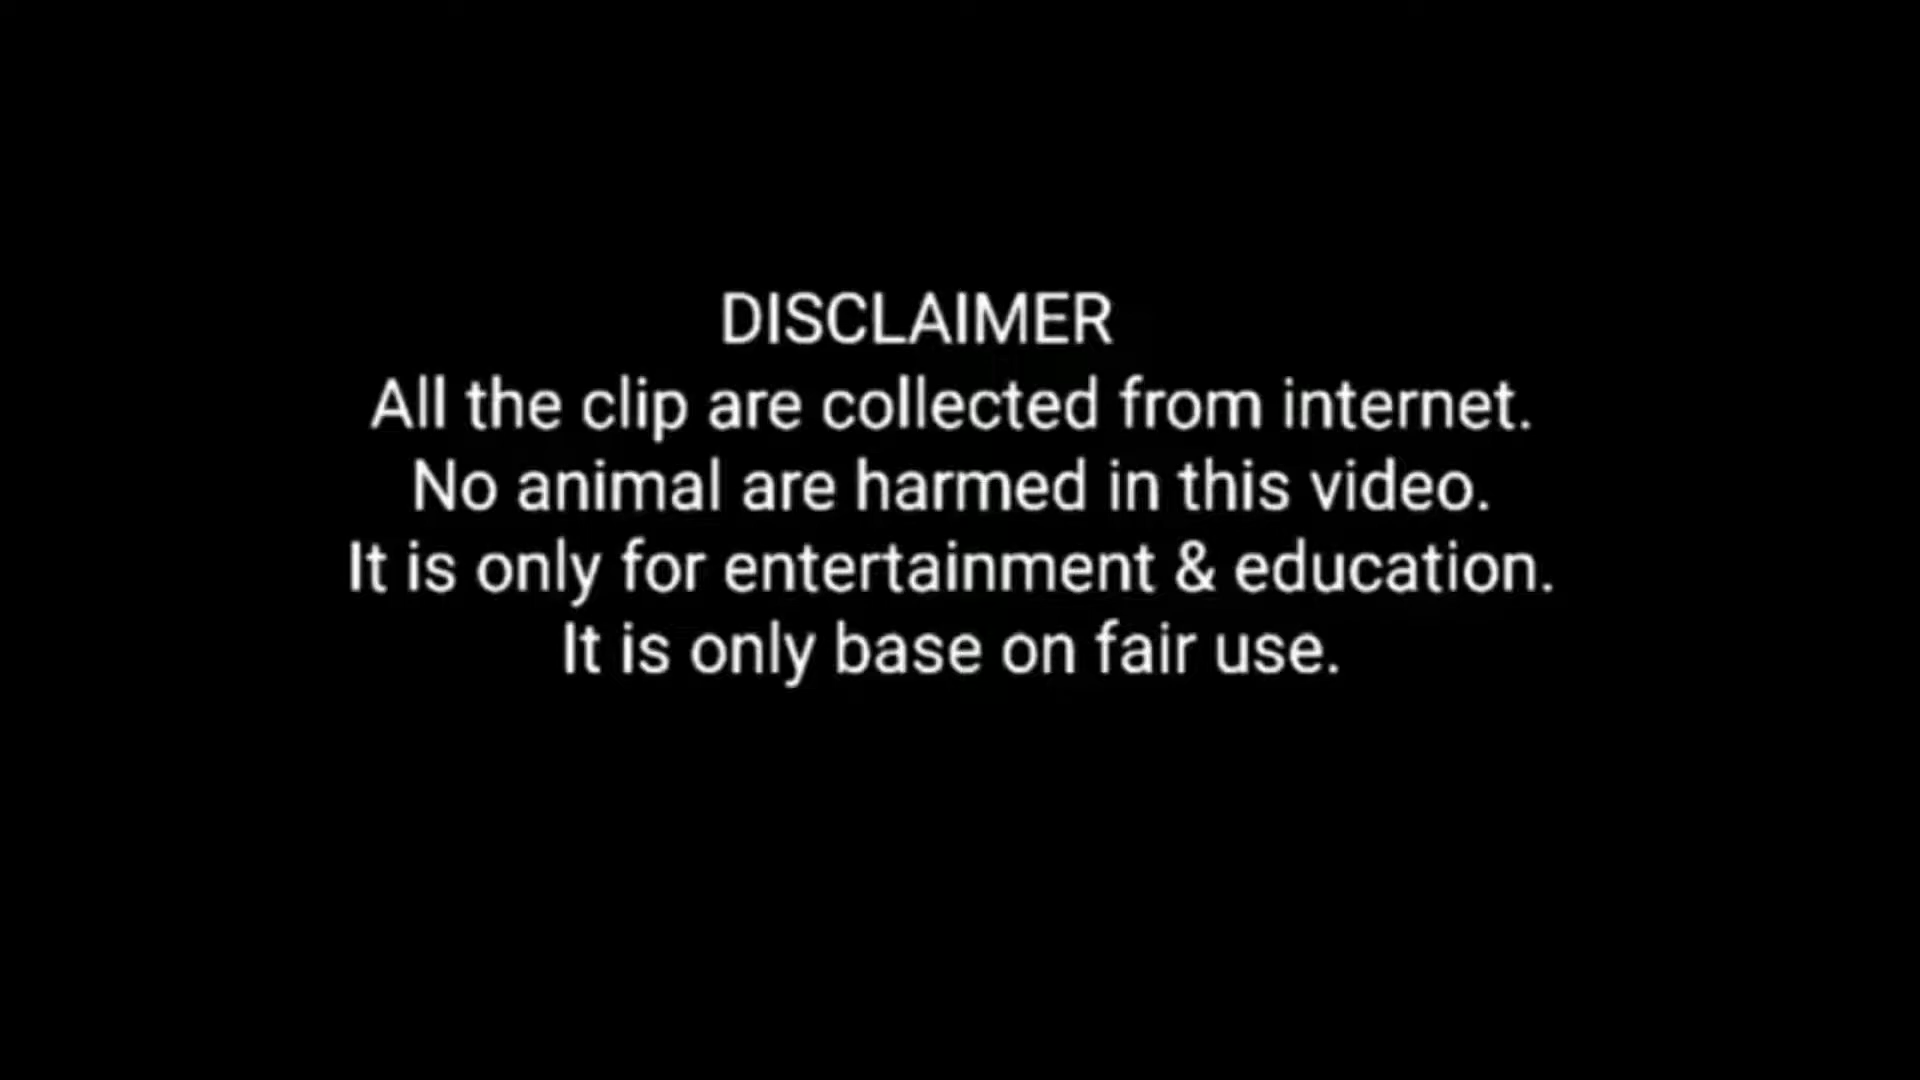 DISCLAIMER
All the clip are collected from internet.
No animal are harmed in this video.
It is only for entertainment & education.
It is only base on fair use.